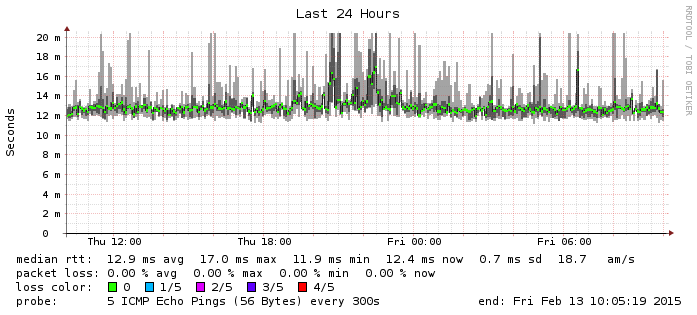 Last 24 Hours
RRDTOOL / TOBI OETIKER
Seconds
20 m
18 m
16 m
14 m
12 m
10 m
8 m
6 m
4 m
2 m
0
Thu 12:00 Thu 18:00 Fri 00:00 Fri 06:00
median rtt: 12.9 ms avg 17.0 ms max 11.9 ms min 12.4 ms now 0.7 ms sd 18.7 am/s
packet loss: 0.00 % avg 0.00 % max 0.00 % min 0.00 % now
loss color: 0 1/5 2/5 3/5 4/5
probe: 5 ICMP Echo Pings (56 Bytes) every 300s end: Fri Feb 13 10:05:19 2015